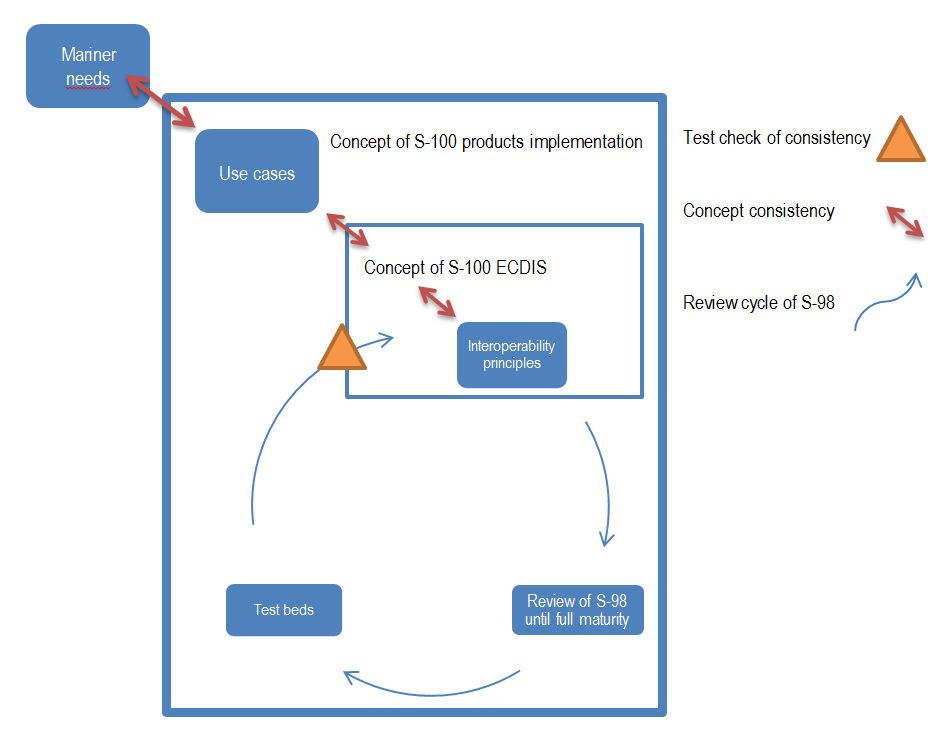 Mariner
needs
Use cases
Concept of S-100 products implementation
Concept of S-100 ECDIS
Interoperability
principles
Test beds
Review of S-98
until full maturity
Test check of consistency
Concept consistency
Review cycle of S-98